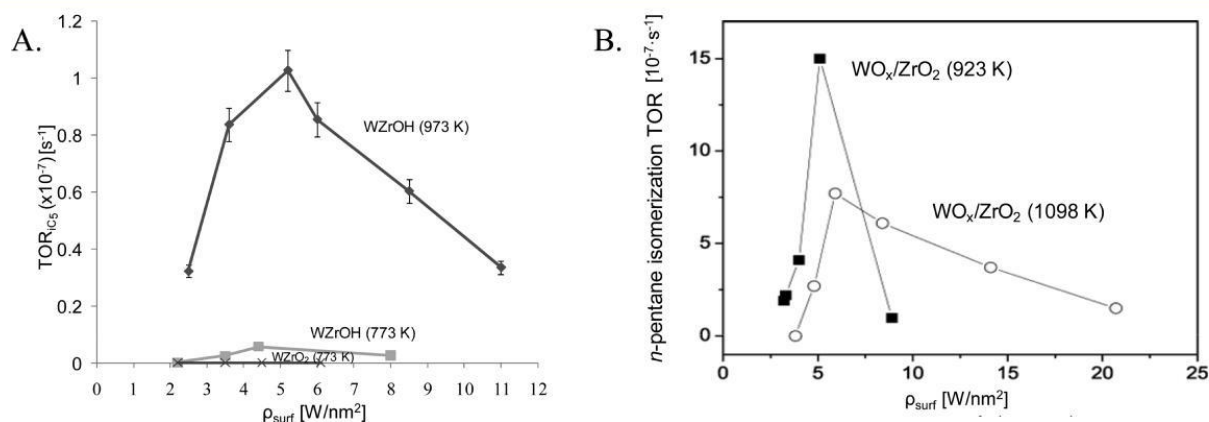 A.
TOR_iC5 (x10⁻⁷) [s⁻¹]
1.2
1
0.8
0.6
0.4
0.2
0
WZrOH (973 K)
WZrOH (773 K)
WZrO₂ (773 K)
0 1 2 3 4 5 6 7 8 9 10 11 12
ρsurf [W/nm²]
B.
n-pentane isomerization TOR [10⁻⁷·s⁻¹]
15
10
5
0
WOₓ/ZrO₂ (923 K)
WOₓ/ZrO₂ (1098 K)
0 5 10 15 20 25
ρsurf [W/nm²]